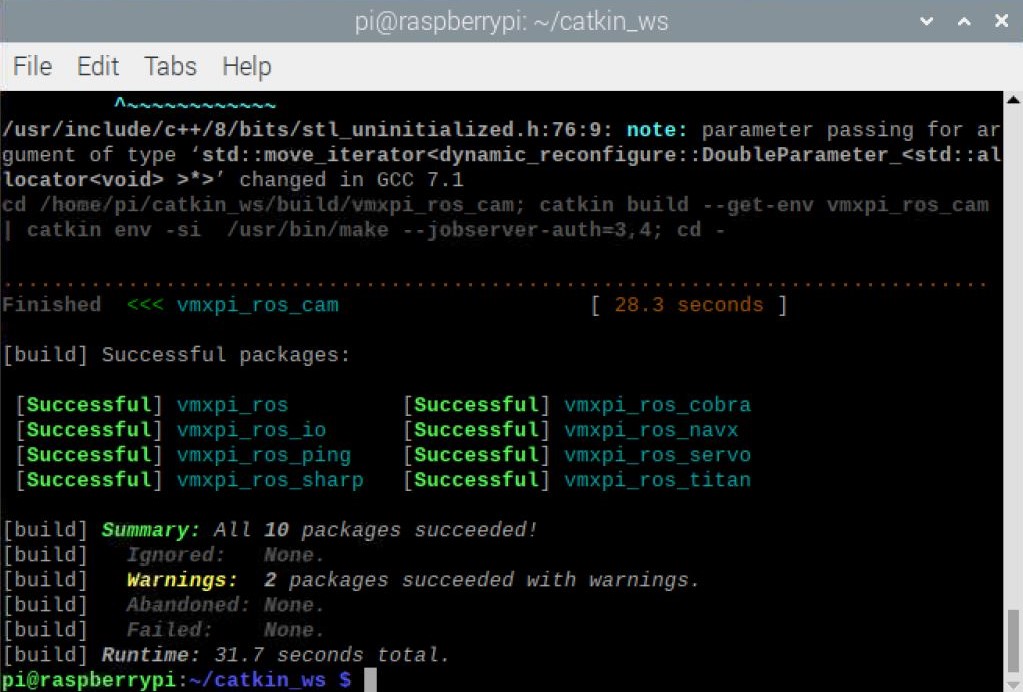 pi@raspberrypi: ~/catkin_ws
File Edit Tabs Help
^~~~~~~~~~~~~
/usr/include/c++/8/bits/stl_uninitialized.h:76:9: note: parameter passing for ar
gument of type ‘std::move_iterator<dynamic_reconfigure::DoubleParameter_<std::al
locator<void> >*>’ changed in GCC 7.1
cd /home/pi/catkin_ws/build/vmxpi_ros_cam; catkin build --get-env vmxpi_ros_cam
| catkin env -si  /usr/bin/make --jobserver-auth=3,4; cd -
................................................................................
Finished  <<< vmxpi_ros_cam                    [ 28.3 seconds ]
[build] Successful packages:
[Successful] vmxpi_ros         [Successful] vmxpi_ros_cobra
[Successful] vmxpi_ros_io      [Successful] vmxpi_ros_navx
[Successful] vmxpi_ros_ping    [Successful] vmxpi_ros_servo
[Successful] vmxpi_ros_sharp   [Successful] vmxpi_ros_titan
[build] Summary: All 10 packages succeeded!
[build]   Ignored:   None.
[build]   Warnings:  2 packages succeeded with warnings.
[build]   Abandoned: None.
[build]   Failed:    None.
[build] Runtime: 31.7 seconds total.
pi@raspberrypi:~/catkin_ws $